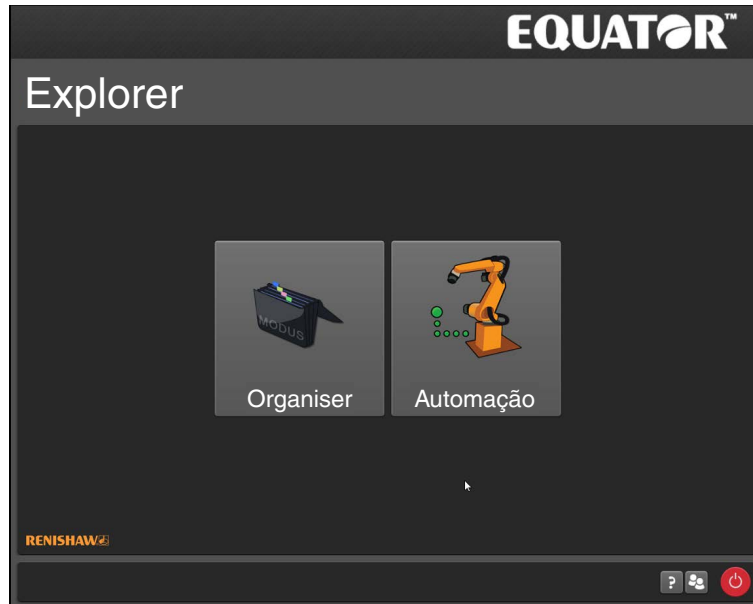 EQUATOR™
Explorer
MODUS
Organiser
Automação
RENISHAW
?